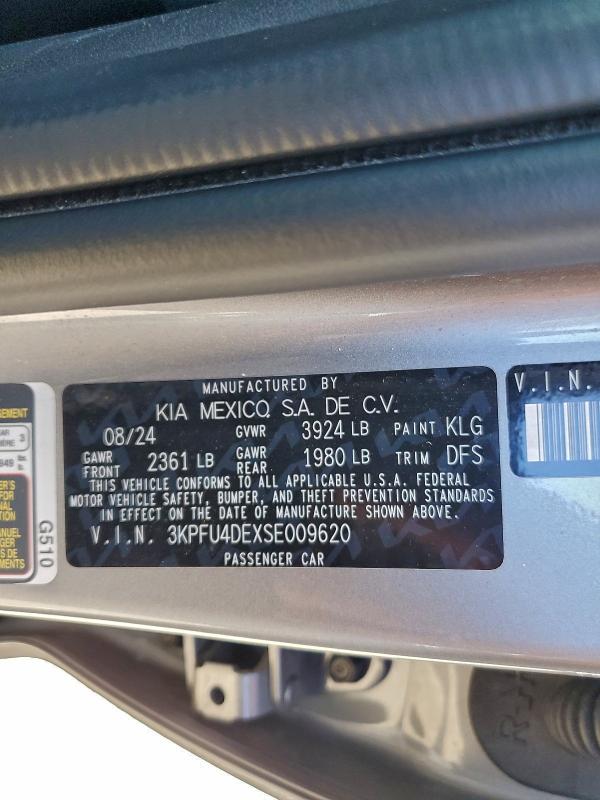 MANUFACTURED BY
KIA MEXICO, S.A. DE C.V.
08/24 GVWR 3924 LB PAINT KLG
GAWR FRONT 2361 LB GAWR REAR 1980 LB TRIM DFS
THIS VEHICLE CONFORMS TO ALL APPLICABLE U.S.A. FEDERAL
MOTOR VEHICLE SAFETY, BUMPER, AND THEFT PREVENTION STANDARDS
IN EFFECT ON THE DATE OF MANUFACTURE SHOWN ABOVE.
V.I.N. 3KPFU4DEXSE009620
PASSENGER CAR
V.I.N.
G510
3